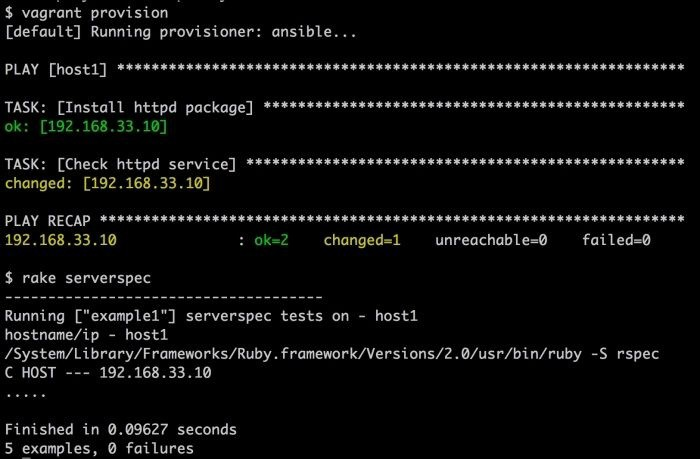 $ vagrant provision
[default] Running provisioner: ansible...
PLAY [host1] ******************************************************************
TASK: [Install httpd package] *************************************************
ok: [192.168.33.10]
TASK: [Check httpd service] ***************************************************
changed: [192.168.33.10]
PLAY RECAP ********************************************************************
192.168.33.10 : ok=2 changed=1 unreachable=0 failed=0
$ rake serverspec
-------------------------------------
Running ["example1"] serverspec tests on - host1
hostname/ip - host1
/System/Library/Frameworks/Ruby.framework/Versions/2.0/usr/bin/ruby -S rspec
C HOST --- 192.168.33.10
.....
Finished in 0.09627 seconds
5 examples, 0 failures